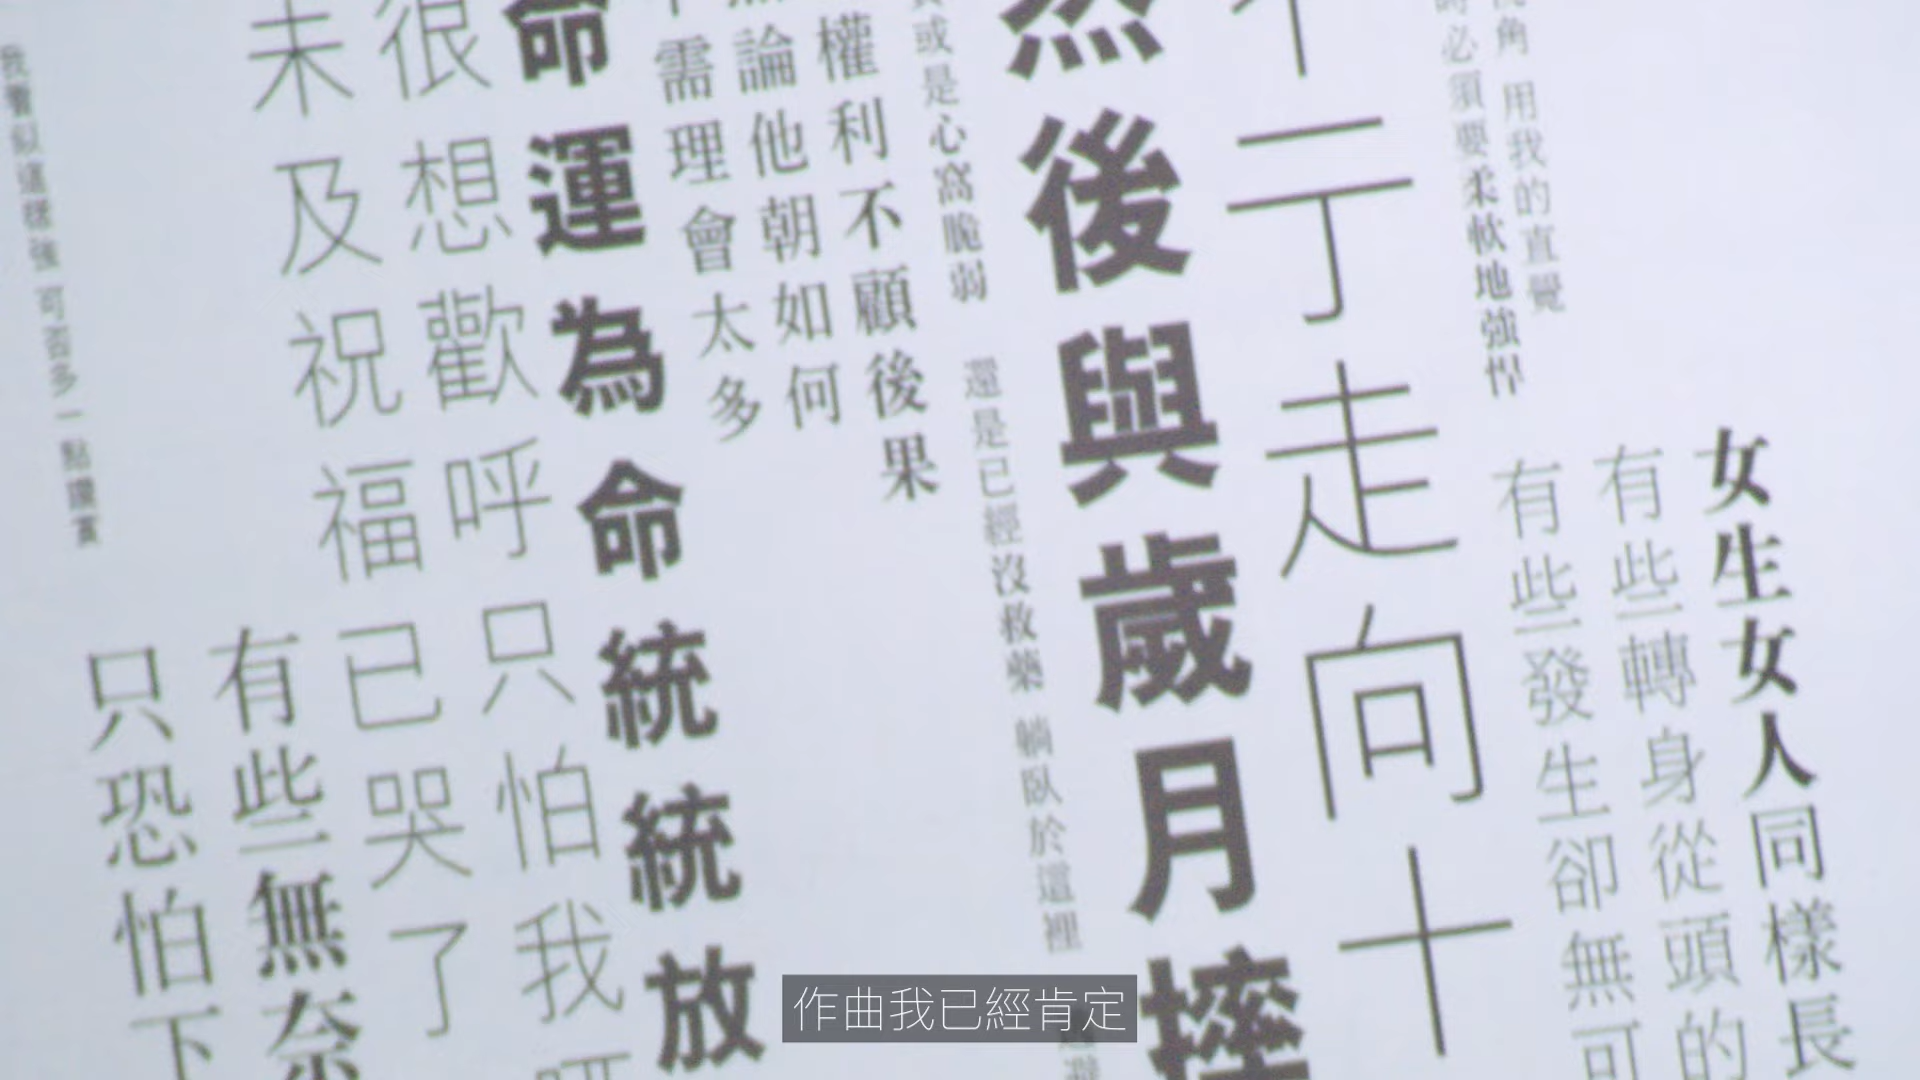 用我的直覺
必須要柔軟地強悍
女生女人同樣長
有些轉身從頭的
有些發生卻無可
行走向十
然後與歲月摔
或是心窩脆弱 還是已經沒救藥 躺臥於這裡
權利不顧後果
論他朝如何
需理會太多
命運為命統統放
很想歡呼只怕我
未及祝福已哭了
有些無奈
只恐怕下
我看似這樣強 可否多一點讚賞
作曲我已經肯定